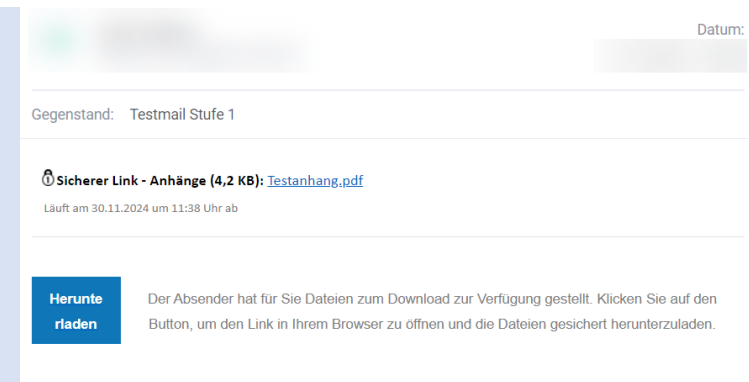 Datum:
Gegenstand: Testmail Stufe 1
Sicherer Link - Anhänge (4,2 KB): Testanhang.pdf
Läuft am 30.11.2024 um 11:38 Uhr ab
Herunte
rladen
Der Absender hat für Sie Dateien zum Download zur Verfügung gestellt. Klicken Sie auf den
Button, um den Link in Ihrem Browser zu öffnen und die Dateien gesichert herunterzuladen.